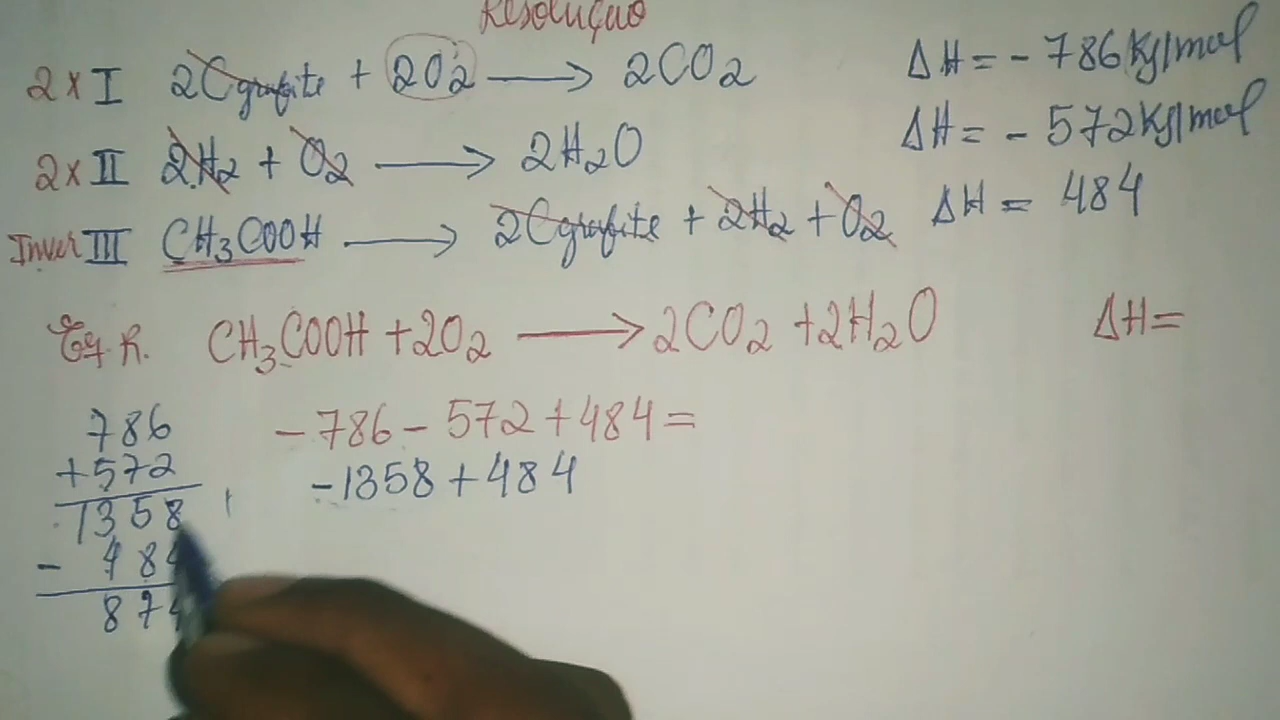 Resolução
2 x I 2Cgrafite + 2O2 → 2CO2 ΔH = - 786 KJ/mol
2 x II 2H2 + O2 → 2H2O ΔH = - 572 KJ/mol
Inver III CH3COOH → 2Cgrafite + 2H2 + O2 ΔH = 484
Eq. R. CH3COOH + 2O2 → 2CO2 + 2H2O ΔH =
786 - 786 - 572 + 484 =
+572 - 1358 + 484
1358
- 484
874